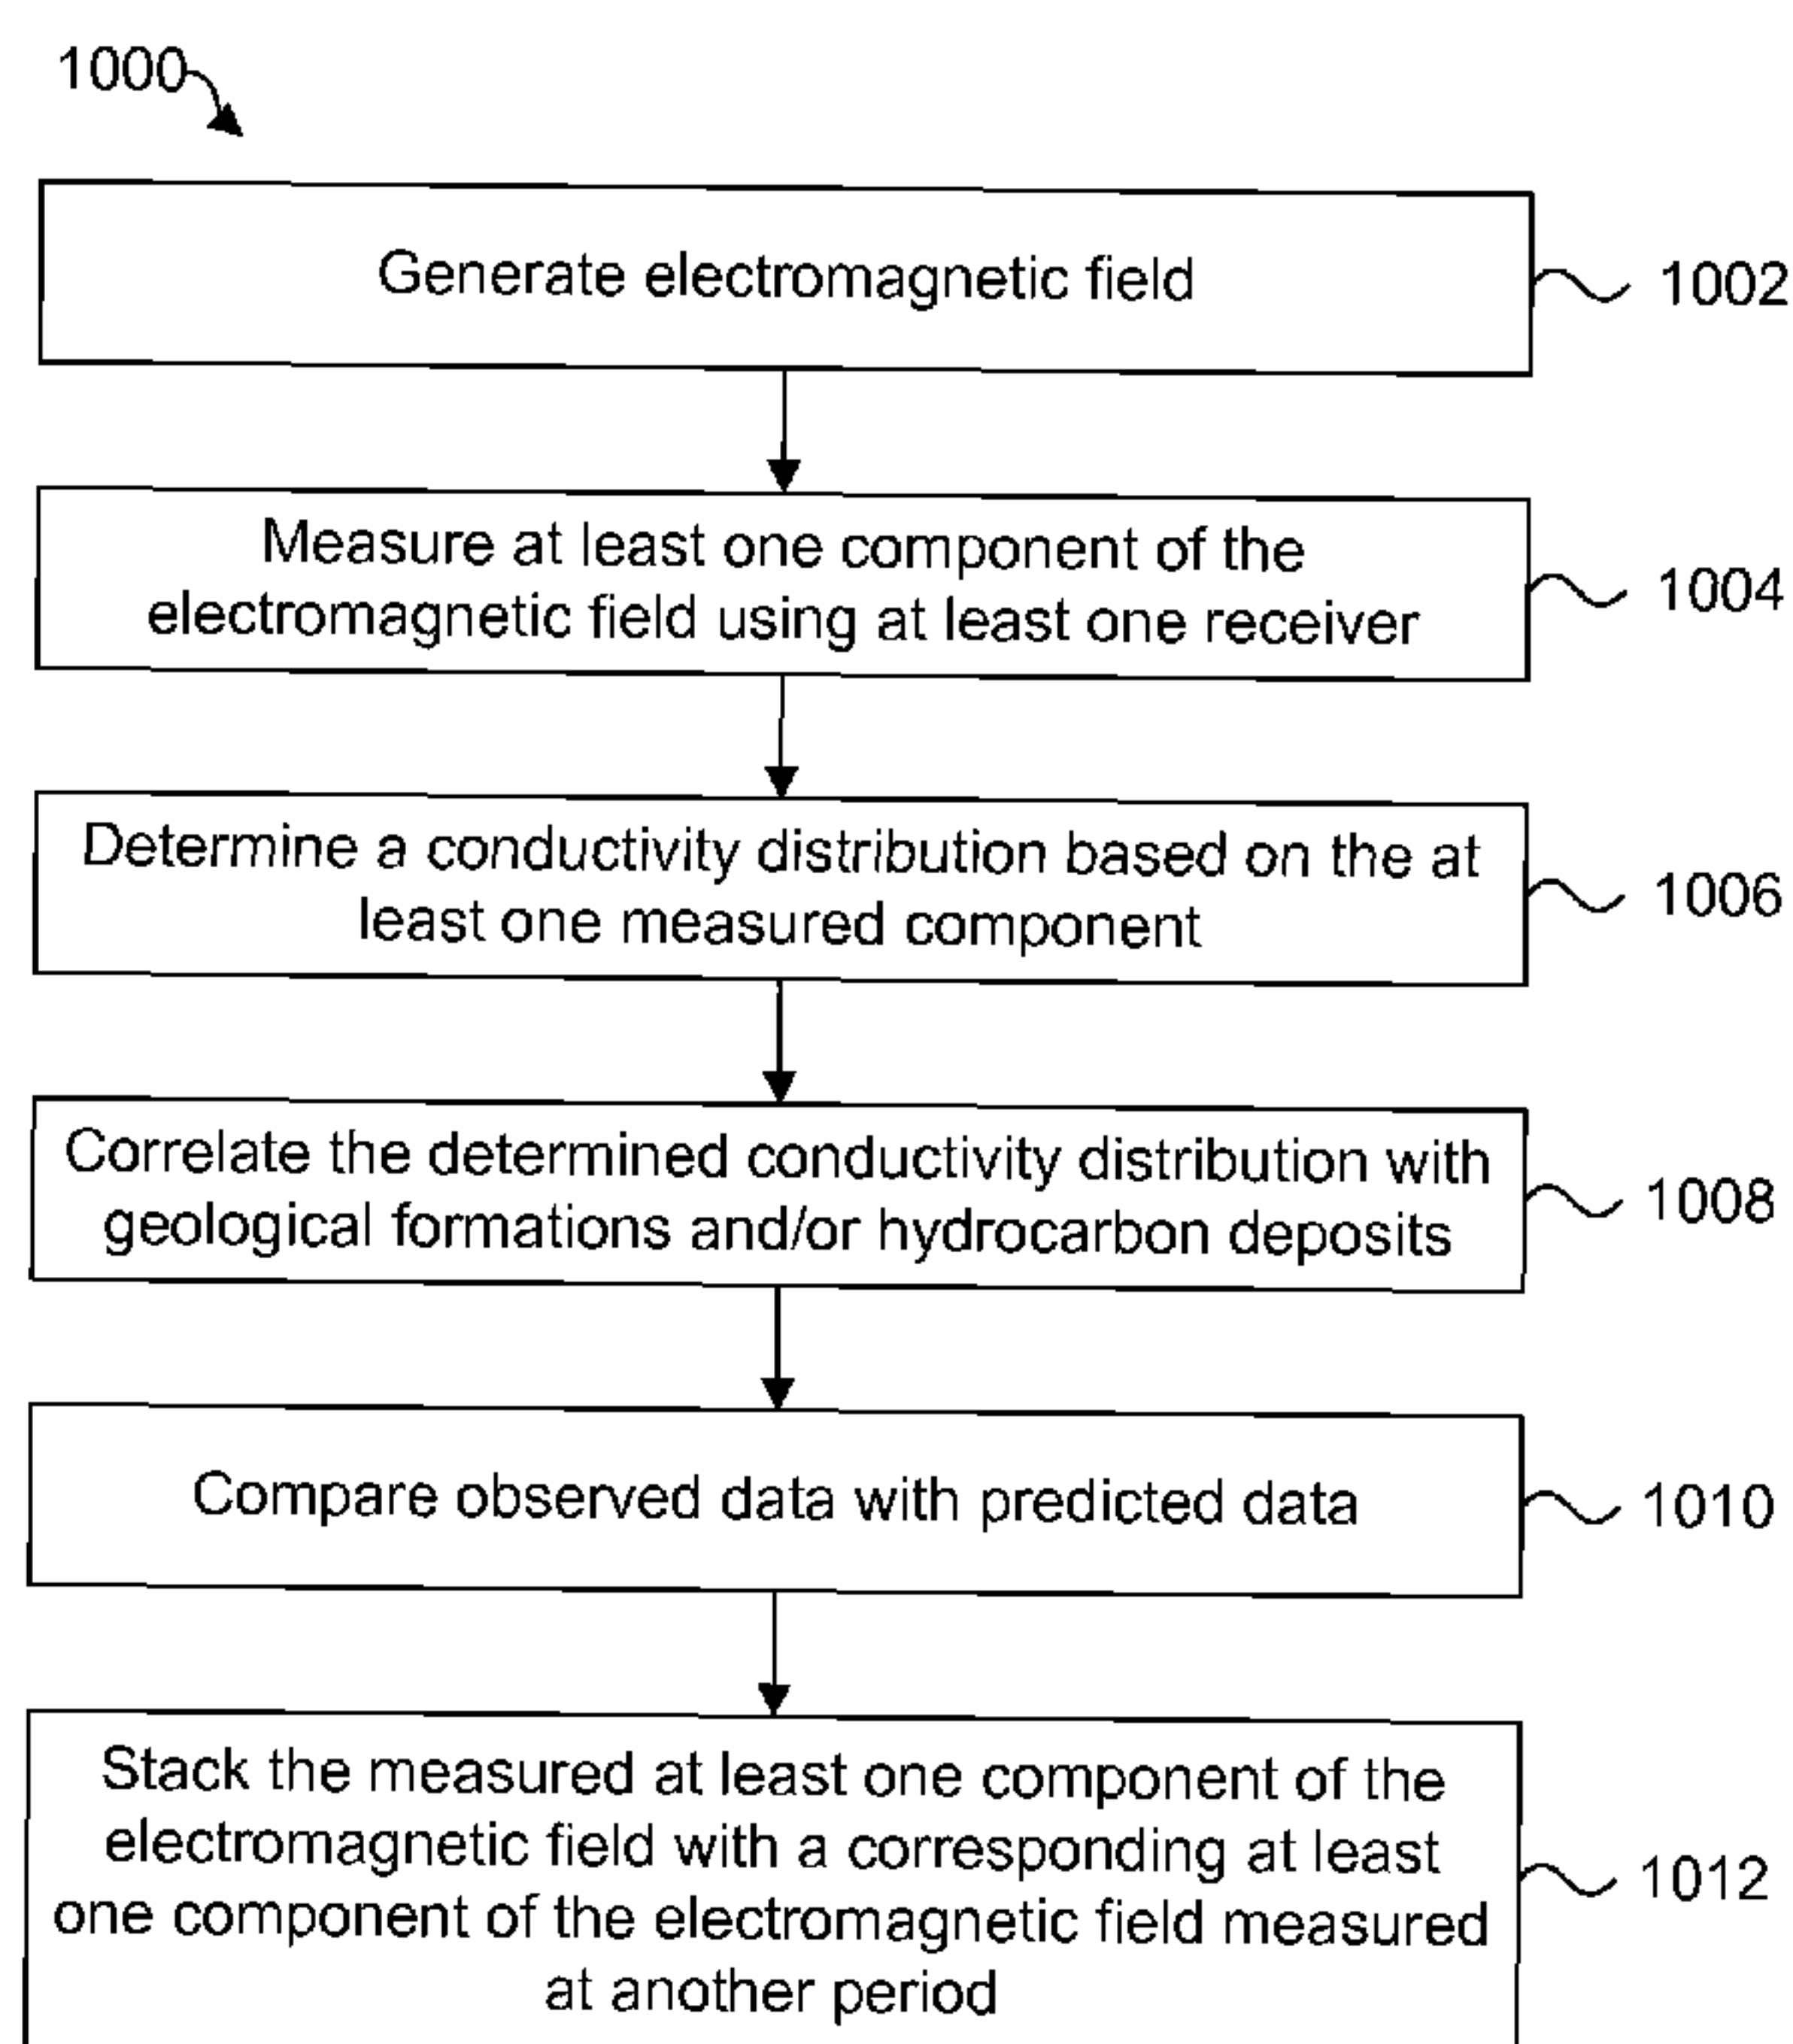 1000
Generate electromagnetic field
1002
Measure at least one component of the
electromagnetic field using at least one receiver
1004
Determine a conductivity distribution based on the at
least one measured component
1006
Correlate the determined conductivity distribution with
geological formations and/or hydrocarbon deposits
1008
Compare observed data with predicted data
1010
Stack the measured at least one component of the
electromagnetic field with a corresponding at least
one component of the electromagnetic field measured
at another period
1012